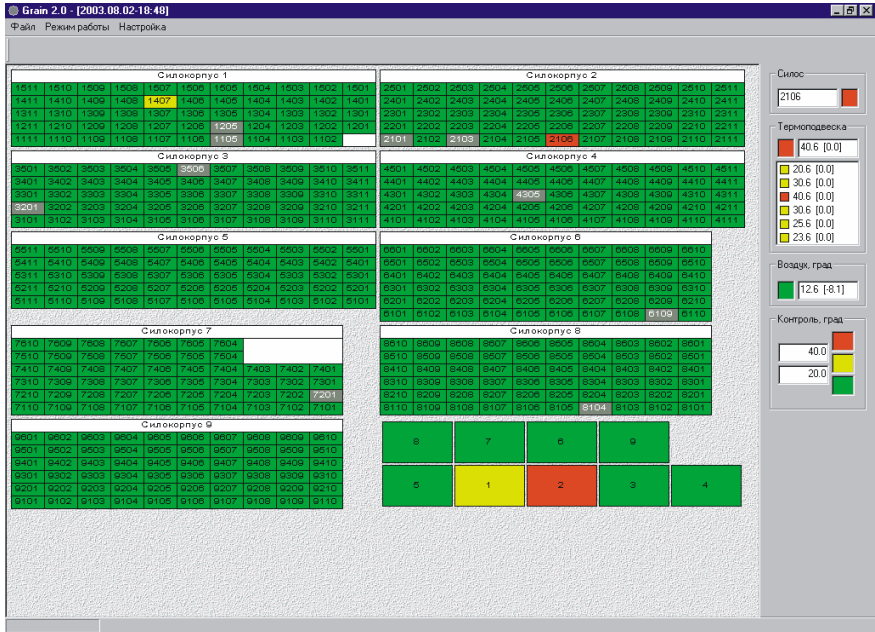 Grain 2.0 - [2003.08.02-18:48]
Файл Режим работы Настройка
Силокорпус 1
1511 1510 1509 1508 1507 1506 1505 1504 1503 1502 1501
1411 1410 1409 1408 1407 1406 1405 1404 1403 1402 1401
1311 1310 1309 1308 1307 1306 1305 1304 1303 1302 1301
1211 1210 1209 1208 1207 1206 1205 1204 1203 1202 1201
1111 1110 1109 1108 1107 1106 1105 1104 1103 1102
Силокорпус 2
2501 2502 2503 2504 2505 2506 2507 2508 2509 2510 2511
2401 2402 2403 2404 2405 2406 2407 2408 2409 2410 2411
2301 2302 2303 2304 2305 2306 2307 2308 2309 2310 2311
2201 2202 2203 2204 2205 2206 2207 2208 2209 2210 2211
2101 2102 2103 2104 2105 2106 2107 2108 2109 2110 2111
Силокорпус 3
3501 3502 3503 3504 3505 3506 3507 3508 3509 3510 3511
3401 3402 3403 3404 3405 3406 3407 3408 3409 3410 3411
3301 3302 3303 3304 3305 3306 3307 3308 3309 3310 3311
3201 3202 3203 3204 3205 3206 3207 3208 3209 3210 3211
3101 3102 3103 3104 3105 3106 3107 3108 3109 3110 3111
Силокорпус 4
4501 4502 4503 4504 4505 4506 4507 4508 4509 4510 4511
4401 4402 4403 4404 4405 4406 4407 4408 4409 4410 4411
4301 4302 4303 4304 4305 4306 4307 4308 4309 4310 4311
4201 4202 4203 4204 4205 4206 4207 4208 4209 4210 4211
4101 4102 4103 4104 4105 4106 4107 4108 4109 4110 4111
Силокорпус 5
5511 5510 5509 5508 5507 5506 5505 5504 5503 5502 5501
5411 5410 5409 5408 5407 5406 5405 5404 5403 5402 5401
5311 5310 5309 5308 5307 5306 5305 5304 5303 5302 5301
5211 5210 5209 5208 5207 5206 5205 5204 5203 5202 5201
5111 5110 5109 5108 5107 5106 5105 5104 5103 5102 5101
Силокорпус 6
6601 6602 6603 6604 6605 6606 6607 6608 6609 6610
6501 6502 6503 6504 6505 6506 6507 6508 6509 6510
6401 6402 6403 6404 6405 6406 6407 6408 6409 6410
6301 6302 6303 6304 6305 6306 6307 6308 6309 6310
6201 6202 6203 6204 6205 6206 6207 6208 6209 6210
6101 6102 6103 6104 6105 6106 6107 6108 6109 6110
Силокорпус 7
7610 7609 7608 7607 7606 7605 7604
7510 7509 7508 7507 7506 7505 7504
7410 7409 7408 7407 7406 7405 7404 7403 7402 7401
7310 7309 7308 7307 7306 7305 7304 7303 7302 7301
7210 7209 7208 7207 7206 7205 7204 7203 7202 7201
7110 7109 7108 7107 7106 7105 7104 7103 7102 7101
Силокорпус 8
8610 8609 8608 8607 8606 8605 8604 8603 8602 8601
8510 8509 8508 8507 8506 8505 8504 8503 8502 8501
8410 8409 8408 8407 8406 8405 8404 8403 8402 8401
8310 8309 8308 8307 8306 8305 8304 8303 8302 8301
8210 8209 8208 8207 8206 8205 8204 8203 8202 8201
8110 8109 8108 8107 8106 8105 8104 8103 8102 8101
Силокорпус 9
9601 9602 9603 9604 9605 9606 9607 9608 9609 9610
9501 9502 9503 9504 9505 9506 9507 9508 9509 9510
9401 9402 9403 9404 9405 9406 9407 9408 9409 9410
9301 9302 9303 9304 9305 9306 9307 9308 9309 9310
9201 9202 9203 9204 9205 9206 9207 9208 9209 9210
9101 9102 9103 9104 9105 9106 9107 9108 9109 9110
8 7 6 9
5 1 2 3 4
Силос
2106
Термоподвеска
40.6 [0.0]
20.6 [0.0]
30.6 [0.0]
40.6 [0.0]
30.6 [0.0]
25.6 [0.0]
23.6 [0.0]
Воздух, град
12.6 [-8.1]
Контроль, град
40.0
20.0